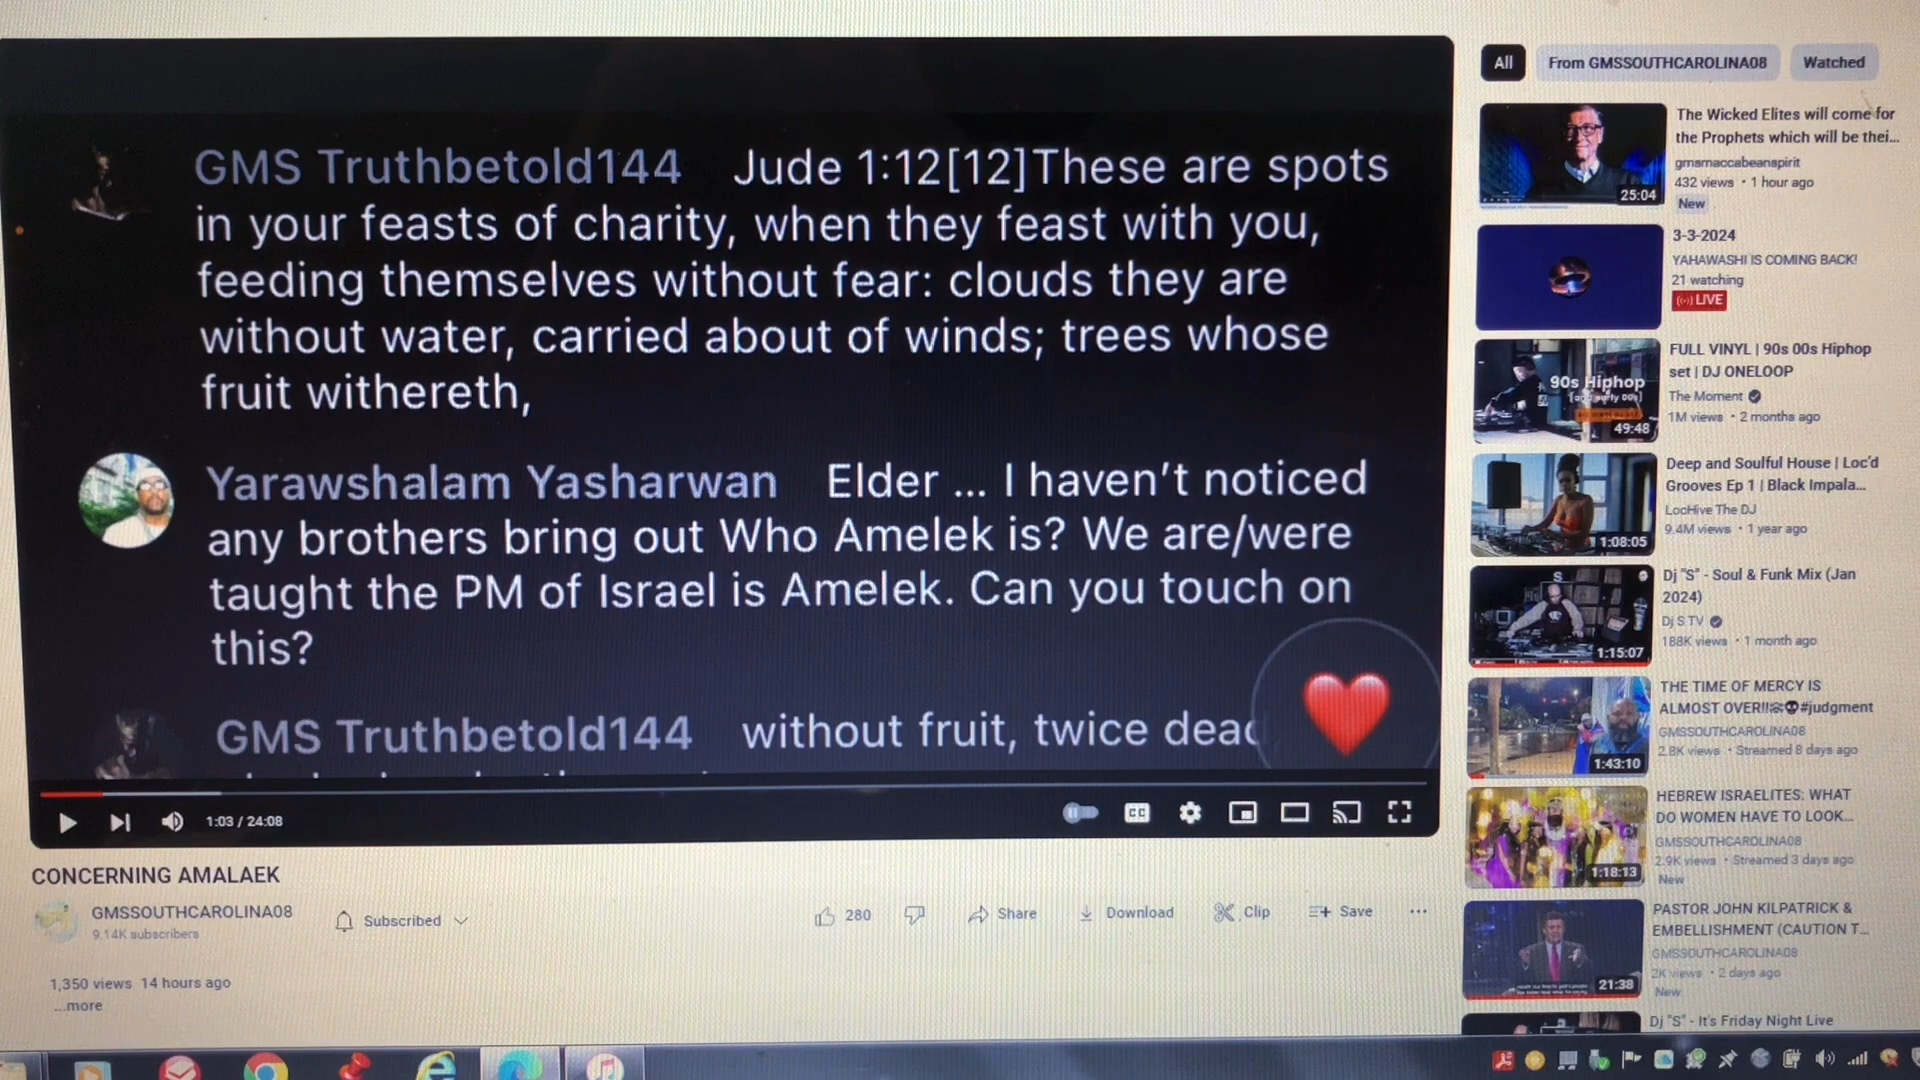 GMS Truthbetold144 Jude 1:12[12]These are spots
in your feasts of charity, when they feast with you,
feeding themselves without fear: clouds they are
without water, carried about of winds; trees whose
fruit withereth,
Yarawshalam Yasharwan Elder ... I haven't noticed
any brothers bring out Who Amelek is? We are/were
taught the PM of Israel is Amelek. Can you touch on
this?
GMS Truthbetold144 without fruit, twice dead
1:03 / 24:08
CC
CONCERNING AMALAEK
GMSSOUTHCAROLINA08
9.14K subscribers
Subscribed
280
Share
Download
Clip
Save
1,350 views 14 hours ago
...more
All
From GMSSOUTHCAROLINA08
Watched
The Wicked Elites will come for
the Prophets which will be thei...
gmsmaccabeanspirit
432 views • 1 hour ago
New
25:04
3-3-2024
YAHAWASHI IS COMING BACK!
21 watching
LIVE
FULL VINYL | 90s 00s Hiphop
set | DJ ONELOOP
The Moment
1M views • 2 months ago
90s Hiphop
[and early 00s]
49:48
Deep and Soulful House | Loc'd
Grooves Ep 1 | Black Impala...
LocHive The DJ
9.4M views • 1 year ago
1:08:05
Dj "S" - Soul & Funk Mix (Jan
2024)
Dj S TV
188K views • 1 month ago
S
1:15:07
THE TIME OF MERCY IS
ALMOST OVER!!#judgment
GMSSOUTHCAROLINA08
2.8K views • Streamed 8 days ago
1:43:10
HEBREW ISRAELITES: WHAT
DO WOMEN HAVE TO LOOK...
GMSSOUTHCAROLINA08
2.9K views • Streamed 3 days ago
New
1:18:13
PASTOR JOHN KILPATRICK &
EMBELLISHMENT (CAUTION T...
GMSSOUTHCAROLINA08
2K views • 2 days ago
New
21:38
Dj "S" - It's Friday Night Live